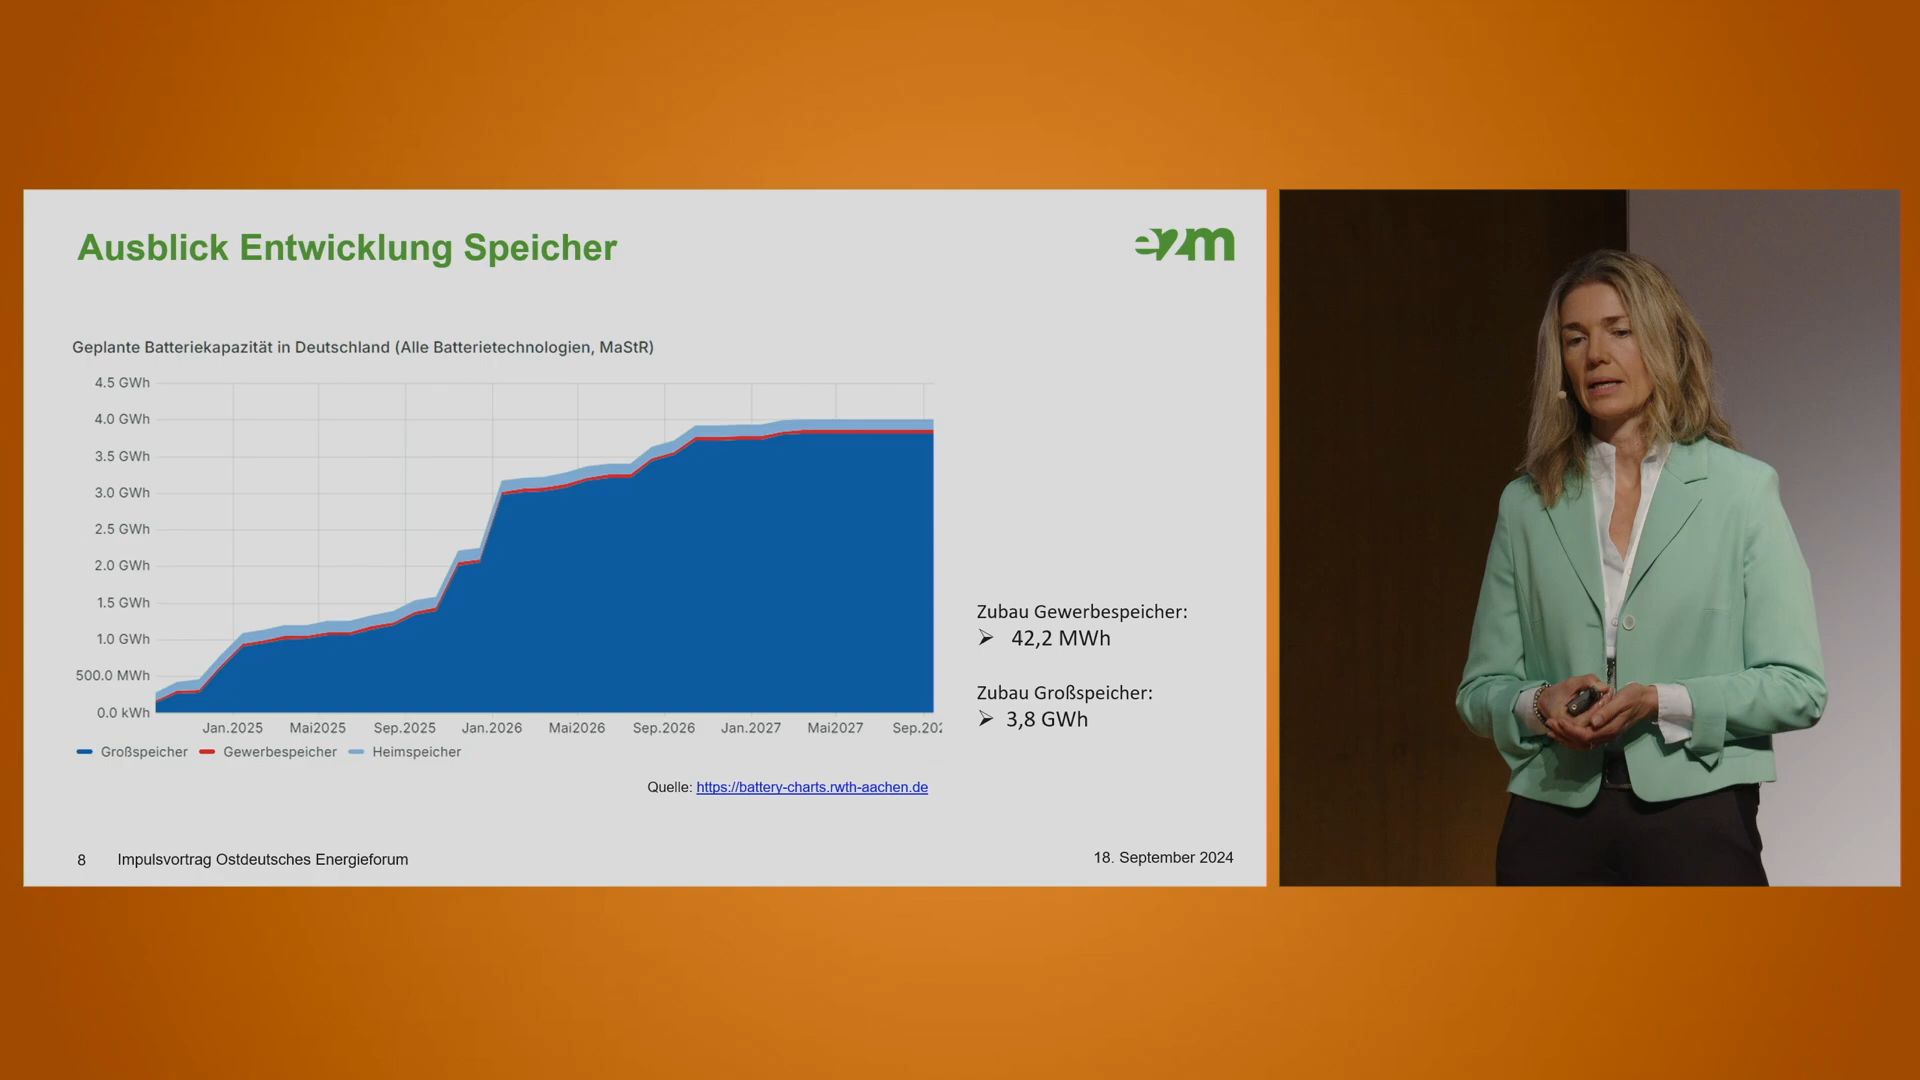 Ausblick Entwicklung Speicher
e2m
Geplante Batteriekapazität in Deutschland (Alle Batterietechnologien, MaStR)
4.5 GWh
4.0 GWh
3.5 GWh
3.0 GWh
2.5 GWh
2.0 GWh
1.5 GWh
1.0 GWh
500.0 MWh
0.0 kWh
Jan.2025 Mai2025 Sep.2025 Jan.2026 Mai2026 Sep.2026 Jan.2027 Mai2027 Sep.202
Großspeicher Gewerbespeicher Heimspeicher
Zubau Gewerbespeicher:
➢ 42,2 MWh
Zubau Großspeicher:
➢ 3,8 GWh
Quelle: https://battery-charts.rwth-aachen.de
8 Impulsvortrag Ostdeutsches Energieforum 18. September 2024